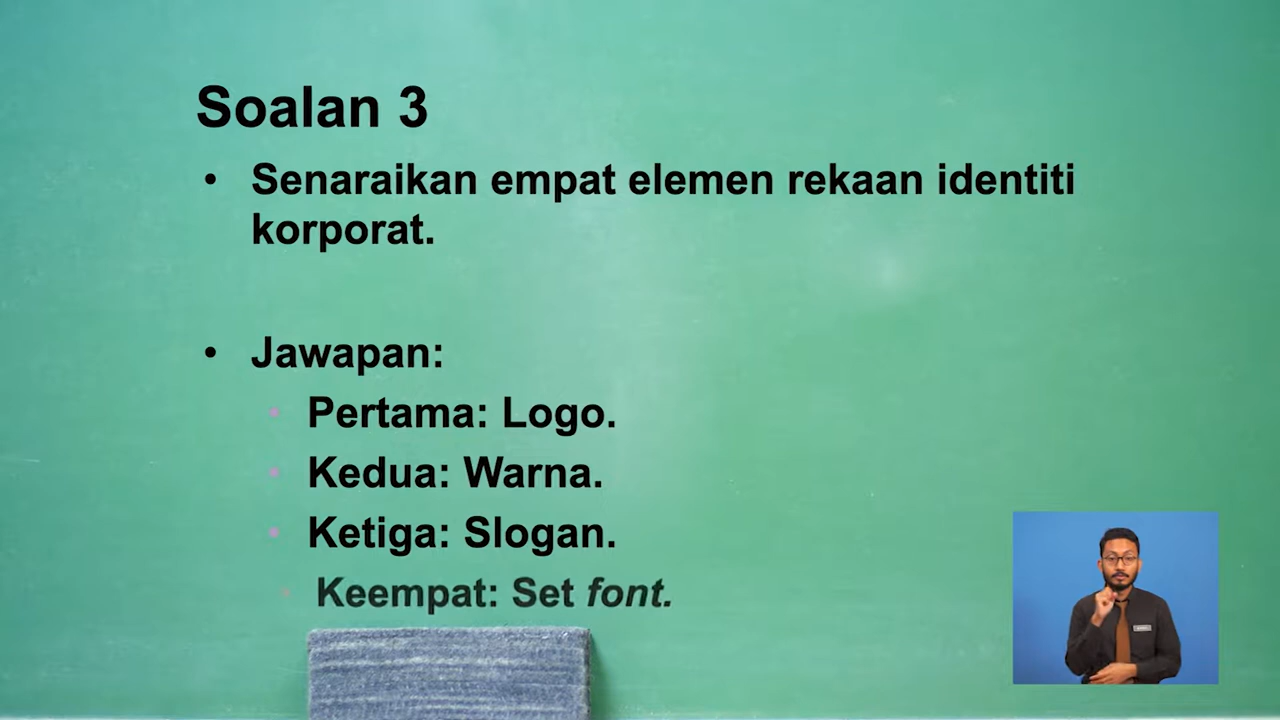 Soalan 3
• Senaraikan empat elemen rekaan identiti
korporat.
• Jawapan:
• Pertama: Logo.
• Kedua: Warna.
• Ketiga: Slogan.
• Keempat: Set font.